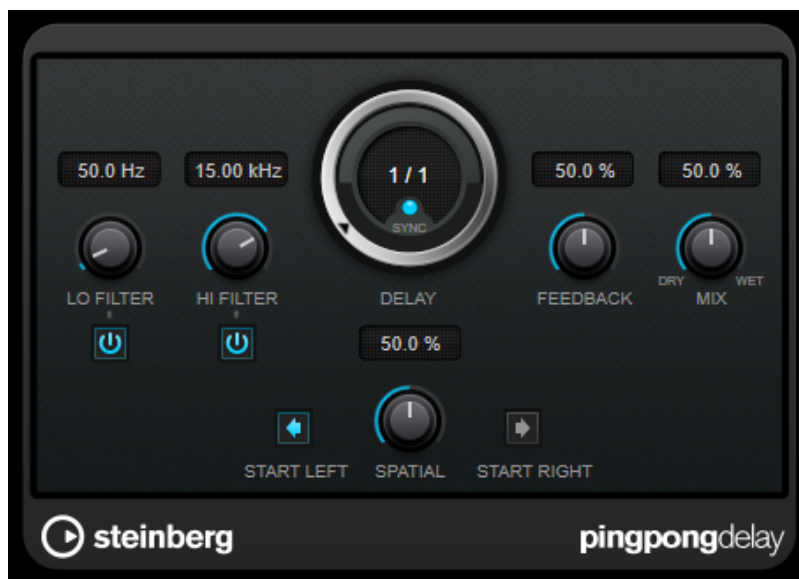 50.0 Hz
15.00 kHz
1 / 1
SYNC
50.0 %
50.0 %
LO FILTER
HI FILTER
DELAY
FEEDBACK
DRY
WET
MIX
50.0 %
START LEFT
SPATIAL
START RIGHT
steinberg
pingpongdelay